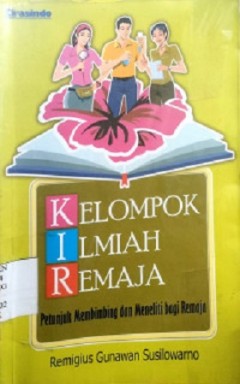 Grasindo
KELOMPOK
ILMIAH
REMAJA
Petunjuk Membimbing dan Meneliti bagi Remaja
Remigius Gunawan Susilowarno